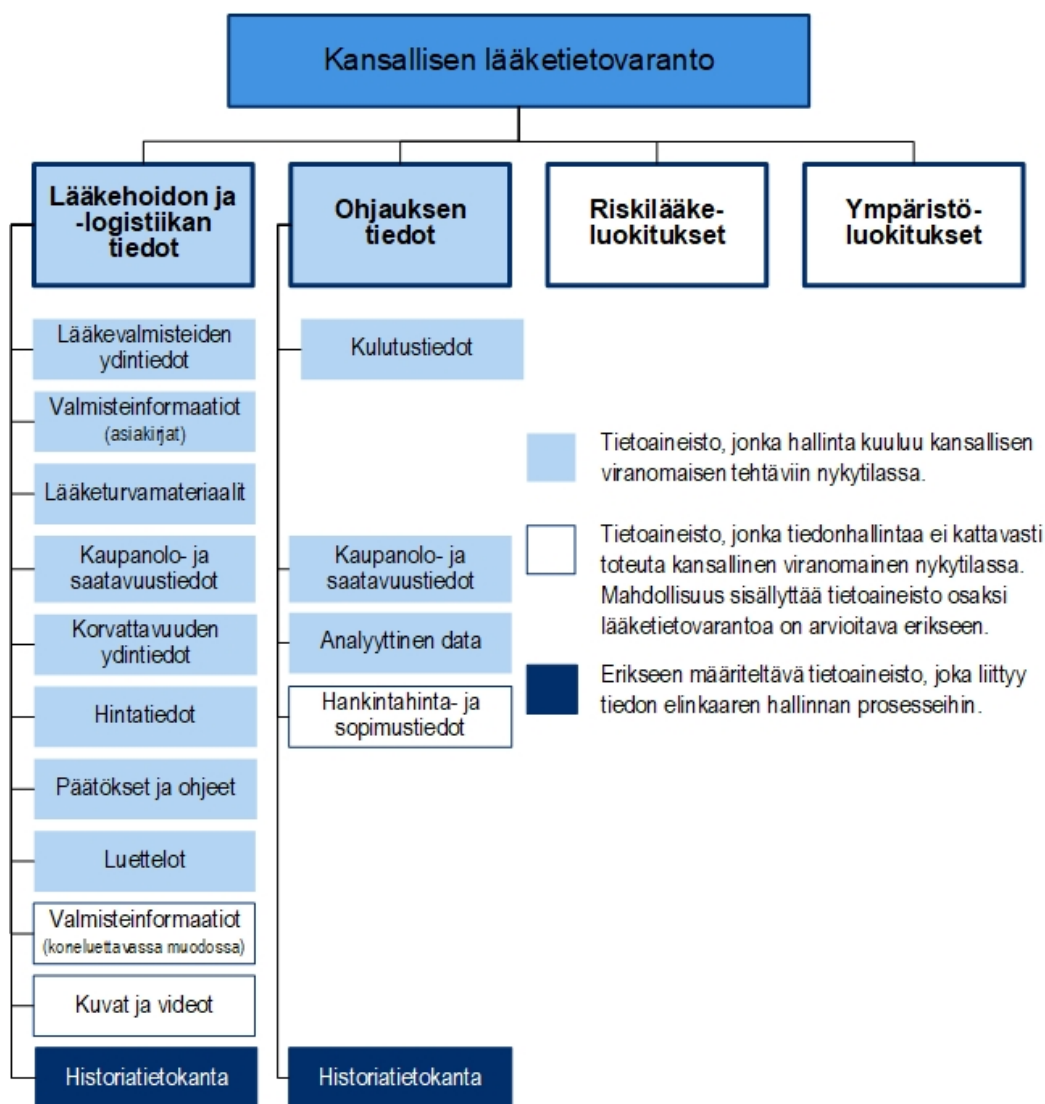 Kansallisen lääketietovaranto
Lääkehoidon ja
-logistiikan
tiedot
Ohjauksen
tiedot
Riskilääke-
luokitukset
Ympäristö-
luokitukset
Lääkevalmisteiden
ydintiedot
Valmisteinformaatiot
(asiakirjat)
Lääketurvamateriaalit
Kaupanolo- ja
saatavuustiedot
Korvattavuuden
ydintiedot
Hintatiedot
Päätökset ja ohjeet
Luettelot
Valmisteinformaatiot
(koneluettavassa muodossa)
Kuvat ja videot
Historiatietokanta
Kulutustiedot
Kaupanolo- ja
saatavuustiedot
Analyyttinen data
Hankintahinta- ja
sopimustiedot
Historiatietokanta
Tietoaineisto, jonka hallinta kuuluu kansallisen
viranomaisen tehtäviin nykytilassa.
Tietoaineisto, jonka tiedonhallintaa ei kattavasti
toteuta kansallinen viranomainen nykytilassa.
Mahdollisuus sisällyttää tietoaineisto osaksi
lääketietovarantoa on arvioitava erikseen.
Erikseen määriteltävä tietoaineisto, joka liittyy
tiedon elinkaaren hallinnan prosesseihin.